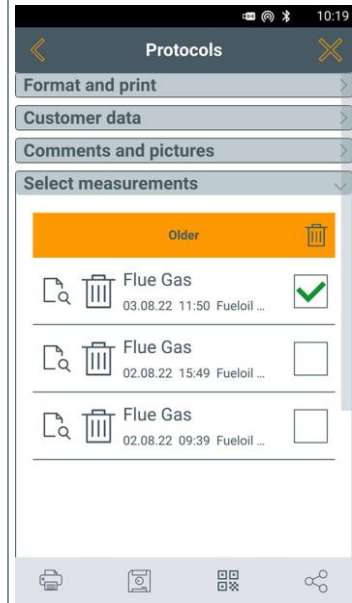 10:19
Protocols
Format and print
Customer data
Comments and pictures
Select measurements
Older
Flue Gas
03.08.22 11:50 Fueloil ...
Flue Gas
02.08.22 15:49 Fueloil ...
Flue Gas
02.08.22 09:39 Fueloil ...